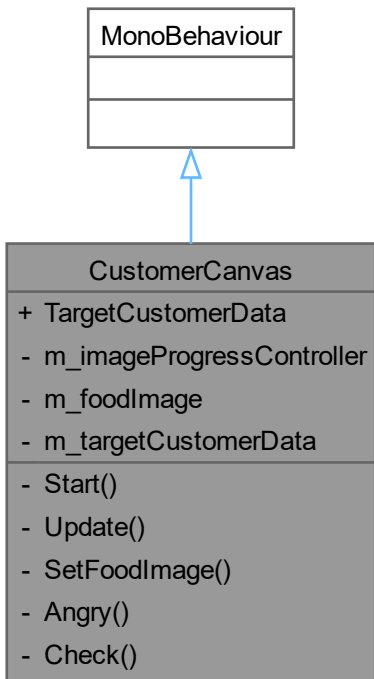 MonoBehaviour
CustomerCanvas
+ TargetCustomerData
- m_imageProgressController
- m_foodImage
- m_targetCustomerData
- Start()
- Update()
- SetFoodImage()
- Angry()
- Check()